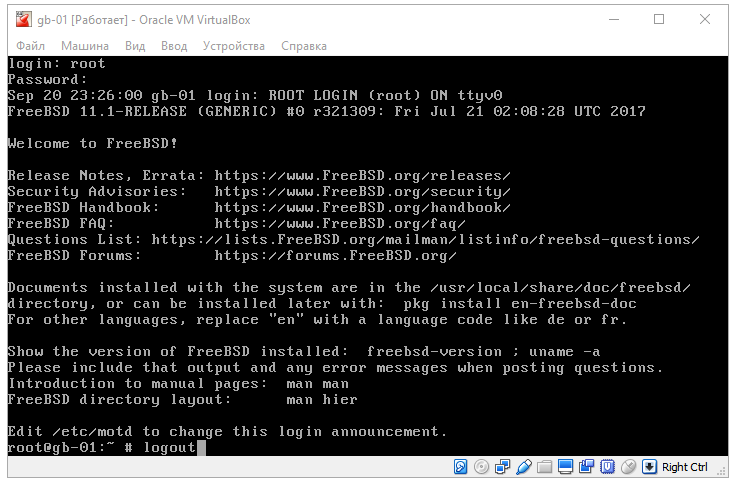 gb-01 [Работает] - Oracle VM VirtualBox
Файл Машина Вид Ввод Устройства Справка
login: root
Password:
Sep 20 23:26:00 gb-01 login: ROOT LOGIN (root) ON ttyv0
FreeBSD 11.1-RELEASE (GENERIC) #0 r321309: Fri Jul 21 02:08:28 UTC 2017
Welcome to FreeBSD!
Release Notes, Errata: https://www.FreeBSD.org/releases/
Security Advisories:   https://www.FreeBSD.org/security/
FreeBSD Handbook:      https://www.FreeBSD.org/handbook/
FreeBSD FAQ:           https://www.FreeBSD.org/faq/
Questions List: https://lists.FreeBSD.org/mailman/listinfo/freebsd-questions/
FreeBSD Forums:        https://forums.FreeBSD.org/
Documents installed with the system are in the /usr/local/share/doc/freebsd/
directory, or can be installed later with:  pkg install en-freebsd-doc
For other languages, replace "en" with a language code like de or fr.
Show the version of FreeBSD installed:  freebsd-version ; uname -a
Please include that output and any error messages when posting questions.
Introduction to manual pages:  man man
FreeBSD directory layout:      man hier
Edit /etc/motd to change this login announcement.
root@gb-01:~ # logout
Right Ctrl